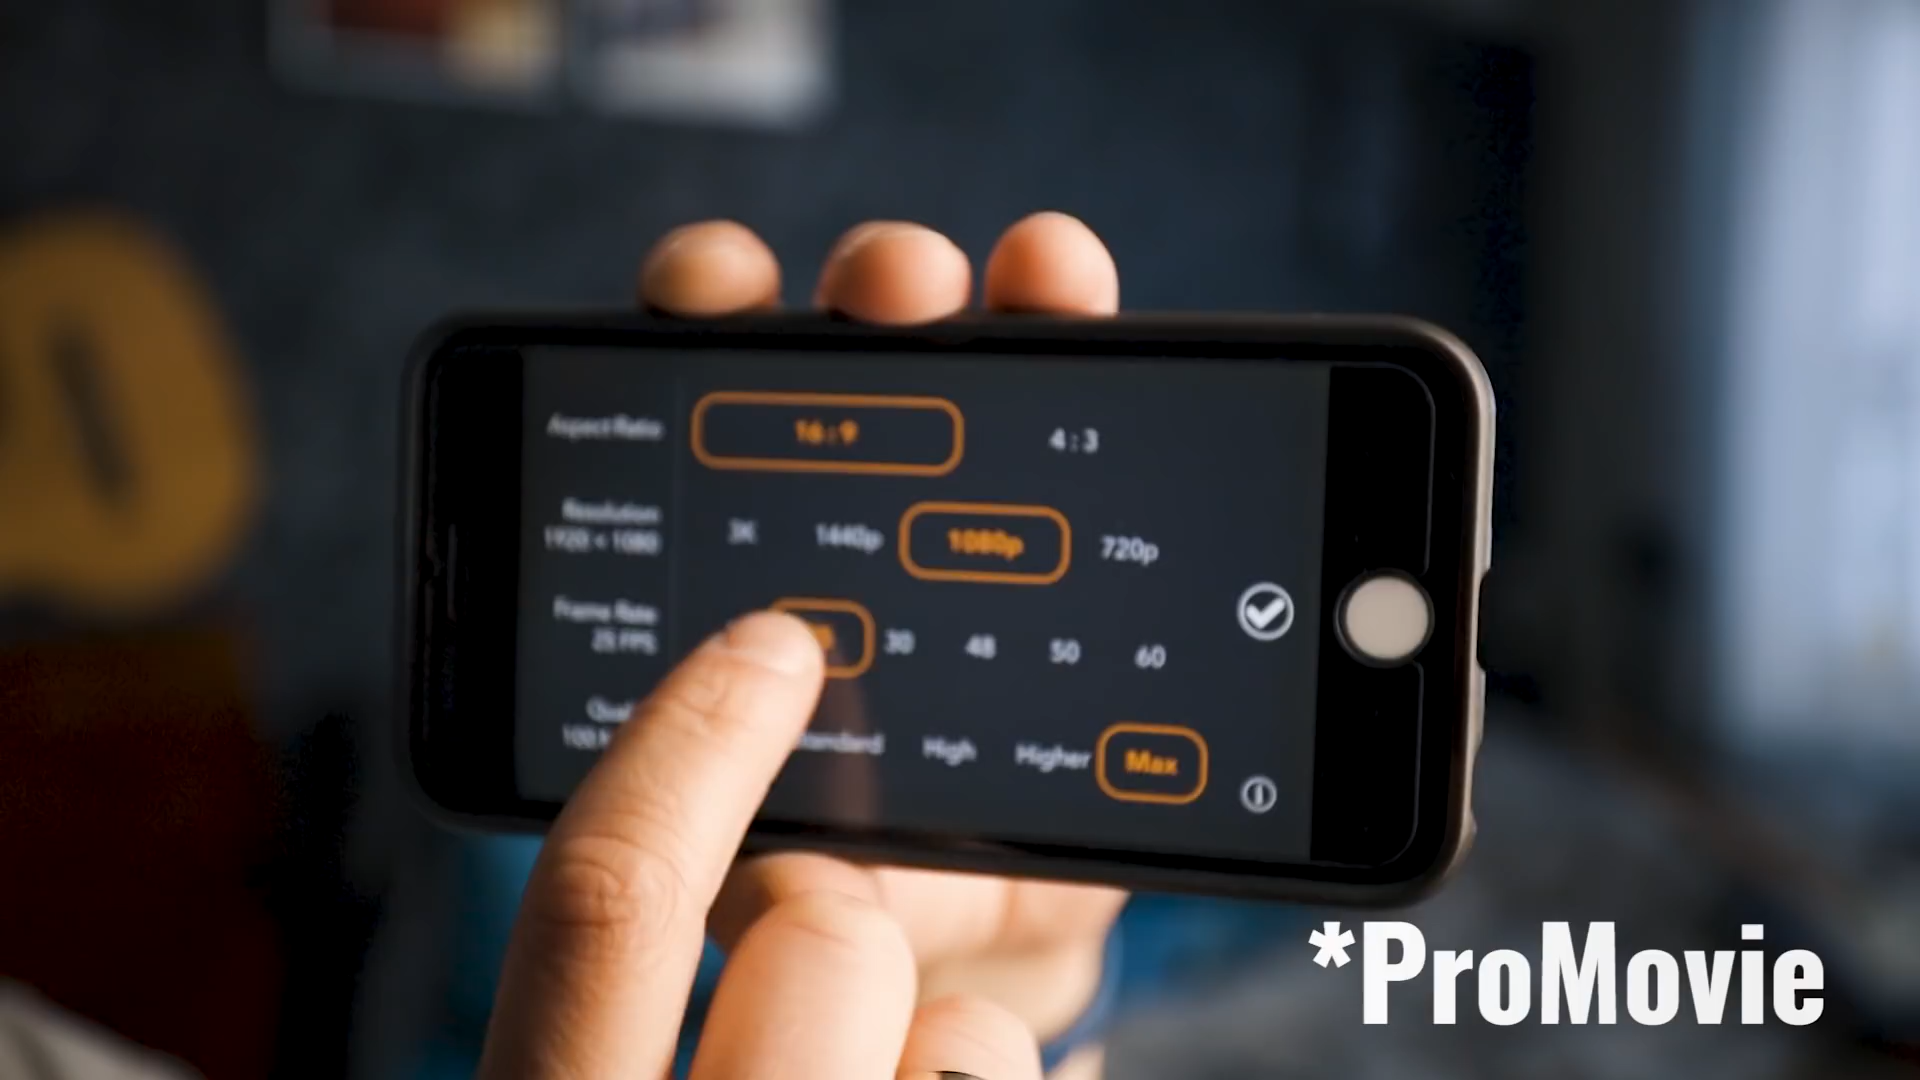 Aspect Ratio 16:9 4:3
Resolution
1920 × 1080 3K 1440p 1080p 720p
Frame Rate
25 FPS 30 48 50 60
100 Standard High Higher Max
*ProMovie